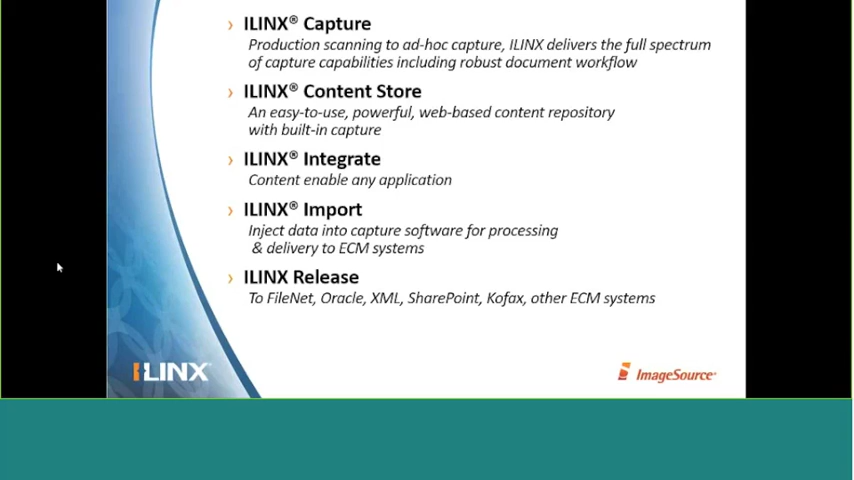 › ILINX® Capture
Production scanning to ad-hoc capture, ILINX delivers the full spectrum
of capture capabilities including robust document workflow
› ILINX® Content Store
An easy-to-use, powerful, web-based content repository
with built-in capture
› ILINX® Integrate
Content enable any application
› ILINX® Import
Inject data into capture software for processing
& delivery to ECM systems
› ILINX Release
To FileNet, Oracle, XML, SharePoint, Kofax, other ECM systems
ILINX
ImageSource